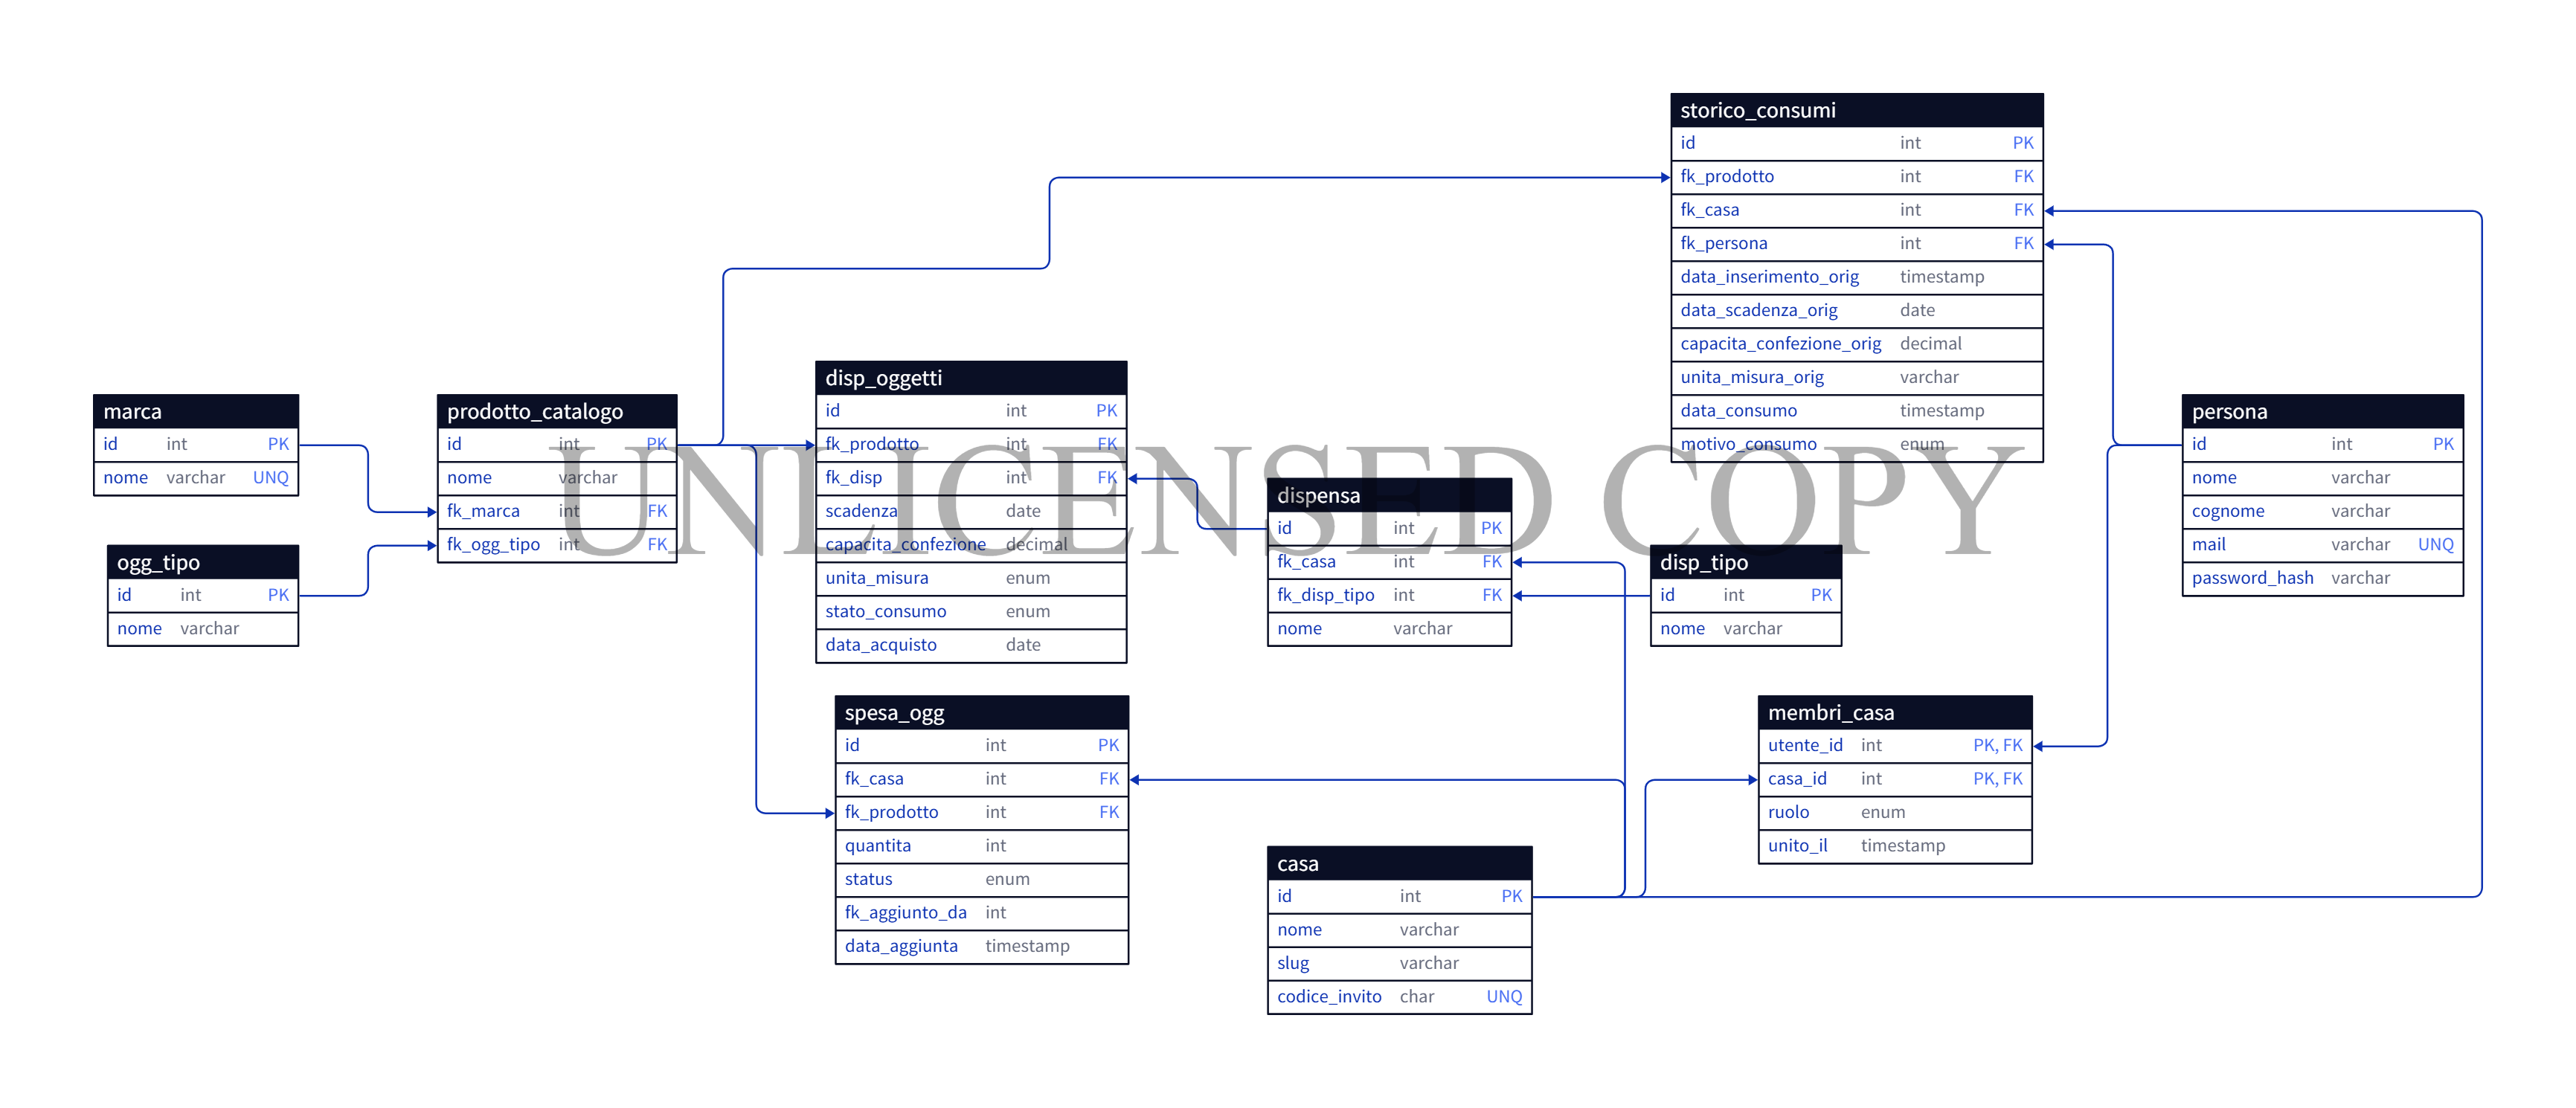 storico_consumi
id int PK
fk_prodotto int FK
fk_casa int FK
fk_persona int FK
data_inserimento_orig timestamp
data_scadenza_orig date
capacita_confezione_orig decimal
unita_misura_orig varchar
data_consumo timestamp
motivo_consumo enum
marca
id int PK
nome varchar UNQ
prodotto_catalogo
id int PK
nome varchar
fk_marca int FK
fk_ogg_tipo int FK
ogg_tipo
id int PK
nome varchar
disp_oggetti
id int PK
fk_prodotto int FK
fk_disp int FK
scadenza date
capacita_confezione decimal
unita_misura enum
stato_consumo enum
data_acquisto date
dispensa
id int PK
fk_casa int FK
fk_disp_tipo int FK
nome varchar
disp_tipo
id int PK
nome varchar
persona
id int PK
nome varchar
cognome varchar
mail varchar UNQ
password_hash varchar
UNLICENSED COPY
spesa_ogg
id int PK
fk_casa int FK
fk_prodotto int FK
quantita int
status enum
fk_aggiunto_da int
data_aggiunta timestamp
membri_casa
utente_id int PK, FK
casa_id int PK, FK
ruolo enum
unito_il timestamp
casa
id int PK
nome varchar
slug varchar
codice_invito char UNQ